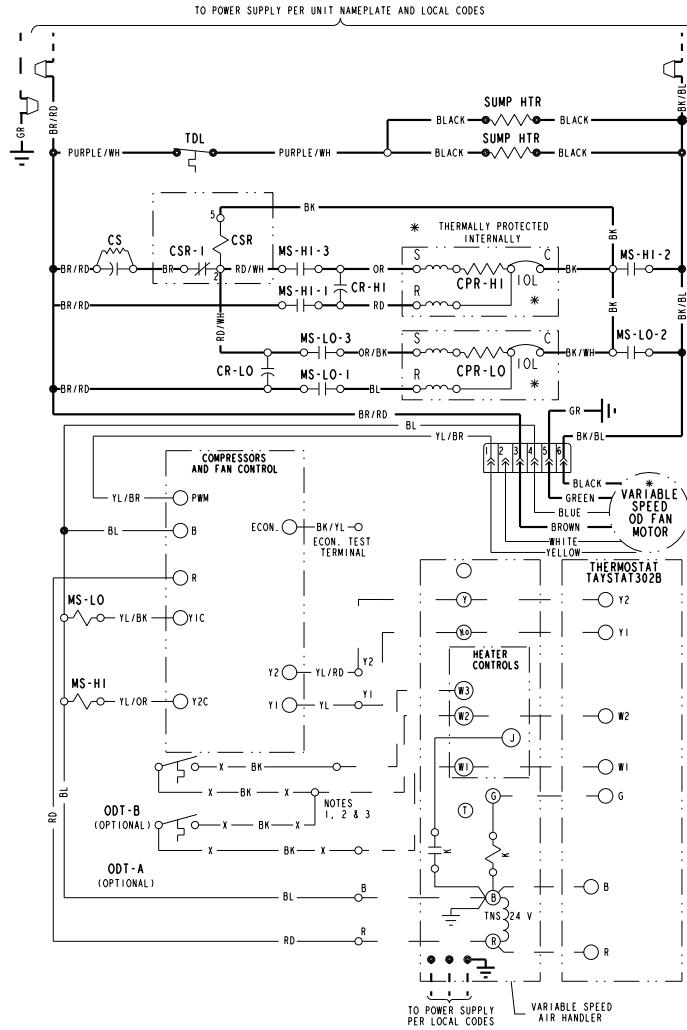 TO POWER SUPPLY PER UNIT NAMEPLATE AND LOCAL CODES
GR
BR/RD
BK/BL
SUMP HTR
BLACK
BLACK
SUMP HTR
TDL
PURPLE/WH
PURPLE/WH
BLACK
BLACK
BK
5
* THERMALLY PROTECTED
INTERNALLY
BK
CS
CSR-1
CSR
MS-HI-3
S
C
MS-HI-2
BR/RD
BR
2
RD/WH
OR
CPR-HI
IOL
BK
MS-HI-1
CR-HI
R
*
BR/RD
RD
BK
BK/BL
RD/WH
MS-LO-3
S
C
MS-LO-2
OR/BK
BK/WH
CR-LO
MS-LO-1
CPR-LO
IOL
R
*
BR/RD
BL
BR/RD
GR
BL
YL/BR
BK/BL
1
2
3
4
5
6
COMPRESSORS
AND FAN CONTROL
BLACK
GREEN
BLUE
BROWN
WHITE
YELLOW
*
VARIABLE
SPEED
OD FAN
MOTOR
YL/BR
PWM
BL
B
ECON.
BK/YL
ECON. TEST
TERMINAL
R
THERMOSTAT
TAYSTAT302B
MS-LO
YL/BK
Y1C
Y
Y2
YLO
Y1
HEATER
CONTROLS
Y2
YL/RD
Y2
MS-HI
YL/OR
Y2C
Y1
YL
Y1
W3
W2
W2
J
X
BK
W1
W1
X
BK
X
NOTES
1, 2 & 3
G
G
BL
ODT-B
(OPTIONAL)
X
BK
T
RD
X
BK
X
K
K
ODT-A
(OPTIONAL)
BL
B
B
B
TNS
24 V
RD
R
R
R
TO POWER SUPPLY
PER LOCAL CODES
VARIABLE SPEED
AIR HANDLER